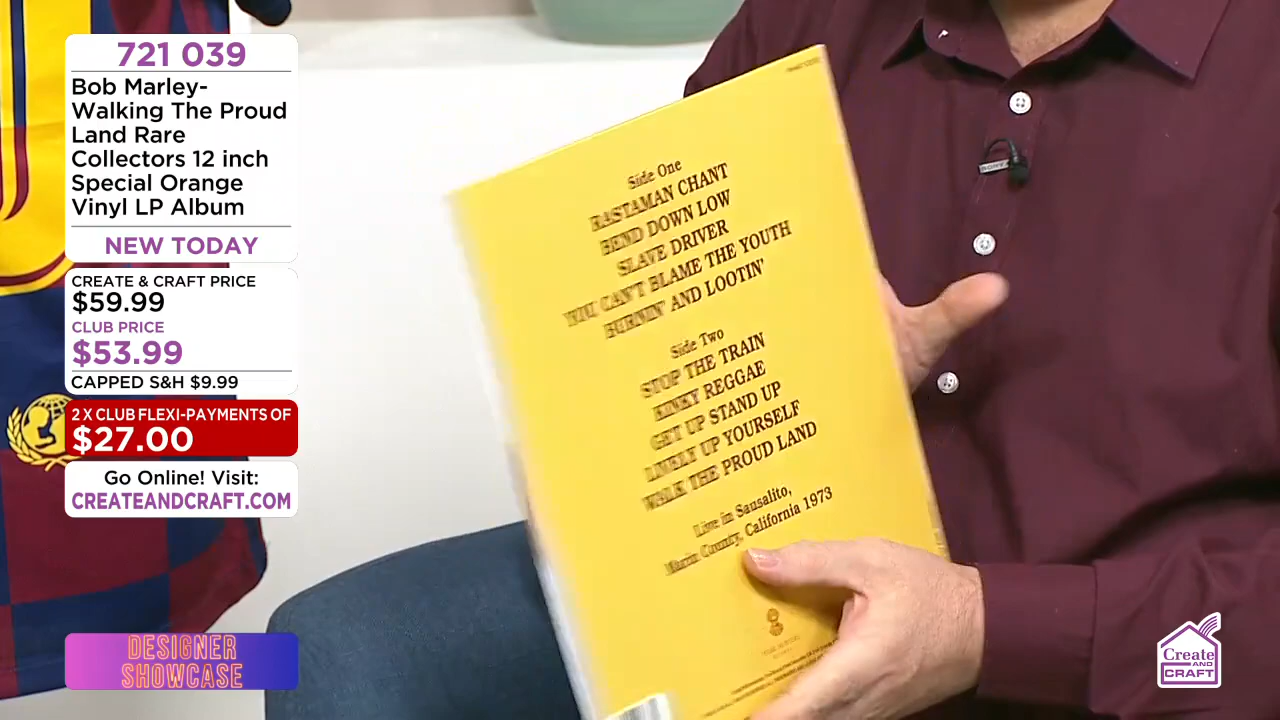 721 039
Bob Marley-
Walking The Proud
Land Rare
Collectors 12 inch
Special Orange
Vinyl LP Album
NEW TODAY
CREATE & CRAFT PRICE
$59.99
CLUB PRICE
$53.99
CAPPED S&H $9.99
2 X CLUB FLEXI-PAYMENTS OF
$27.00
Go Online! Visit:
CREATEANDCRAFT.COM
DESIGNER
SHOWCASE
Side One
RASTAMAN CHANT
BEND DOWN LOW
SLAVE DRIVER
YOU CAN'T BLAME THE YOUTH
BURNIN' AND LOOTIN'
Side Two
STOP THE TRAIN
KINKY REGGAE
GET UP STAND UP
LIVELY UP YOURSELF
WALK THE PROUD LAND
Live in Sausalito,
Marin County, California 1973
SONY
Create
AND
CRAFT